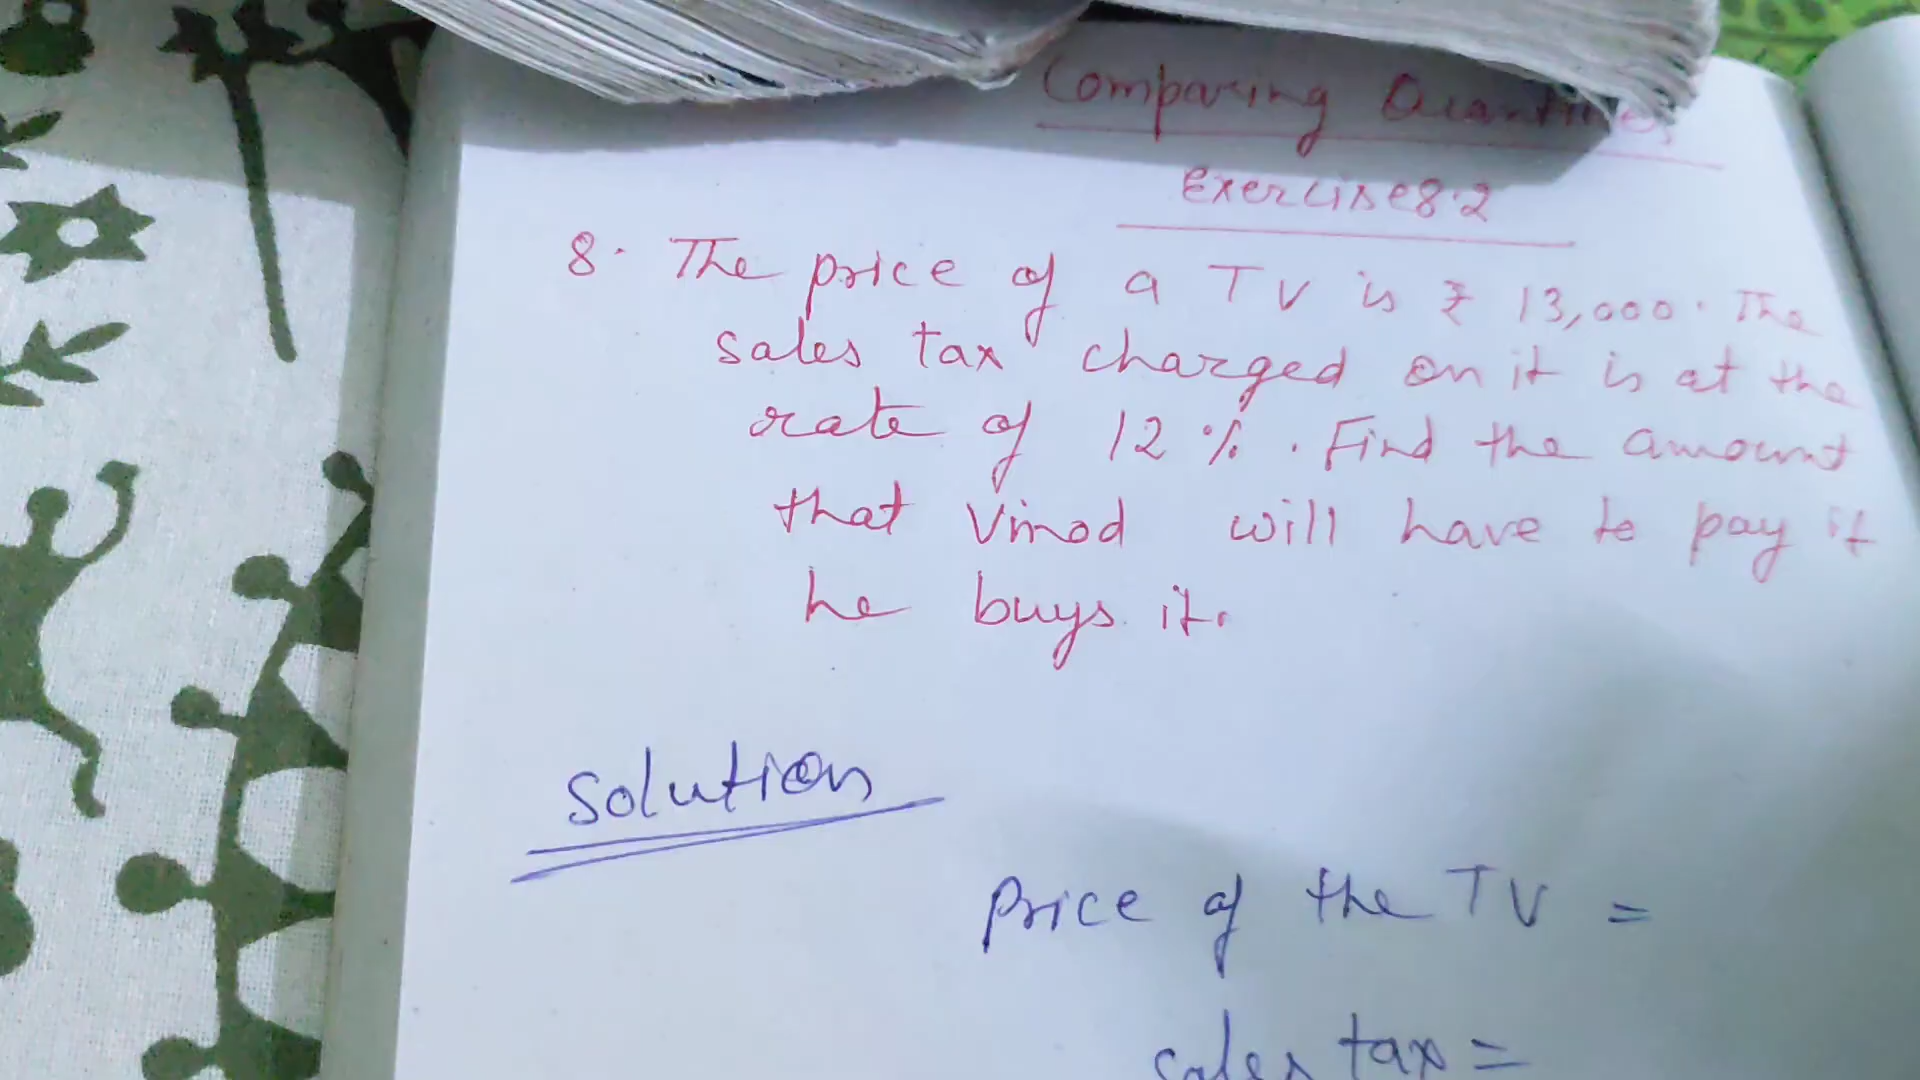 Comparing Quantities
Exercise 8.2
8. The price of a TV is ₹ 13,000. The
sales tax charged on it is at the
rate of 12 %. Find the amount
that Vinod will have to pay if
he buys it.
Solution
Price of the TV =
sales tax =